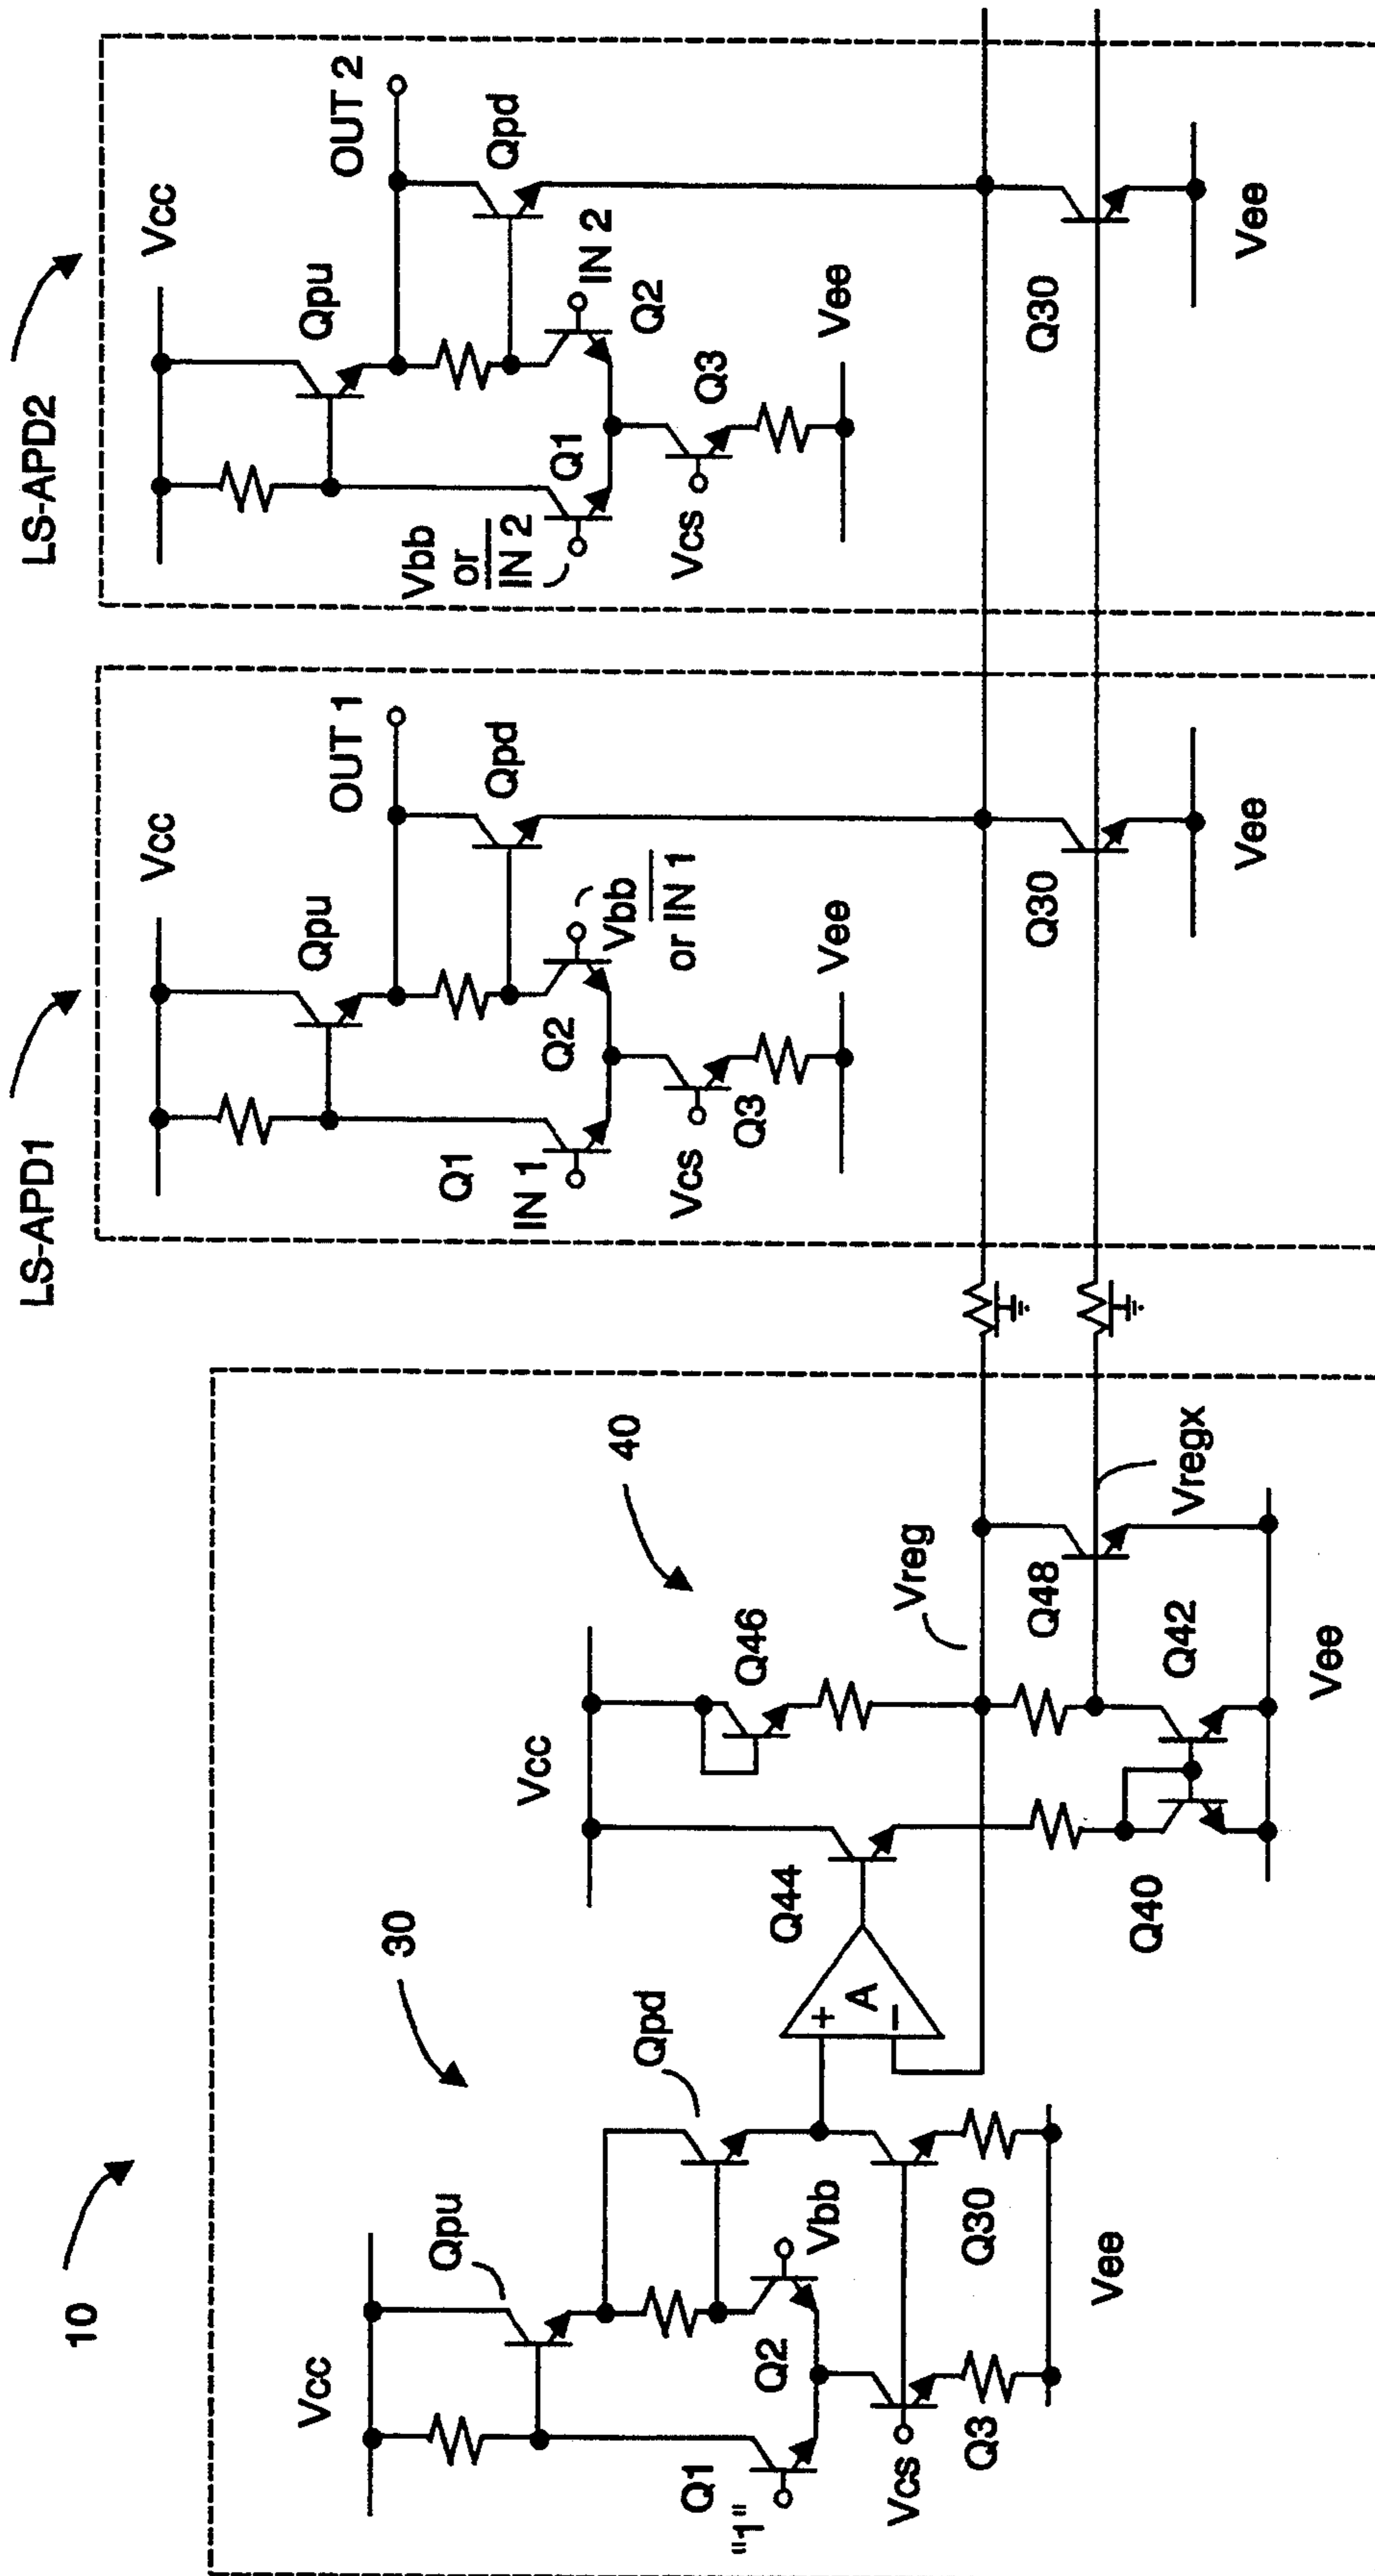 10
30
Vcc
Qpu
Qpd
Q1
"1"
Q2
Vbb
Vcs
Q3
Q30
Vee
A
+
−
40
Vcc
Q44
Q46
Vreg
Q48
Vregx
Q40
Q42
Vee
LS-APD1
Vcc
Qpu
OUT 1
Qpd
Q1
IN 1
Q2
Vbb
or IN 1
Vcs
Q3
Vee
Q30
Vee
LS-APD2
Vcc
Qpu
OUT 2
Qpd
Vbb
or
IN 2
Q1
IN 2
Q2
Vcs
Q3
Vee
Q30
Vee